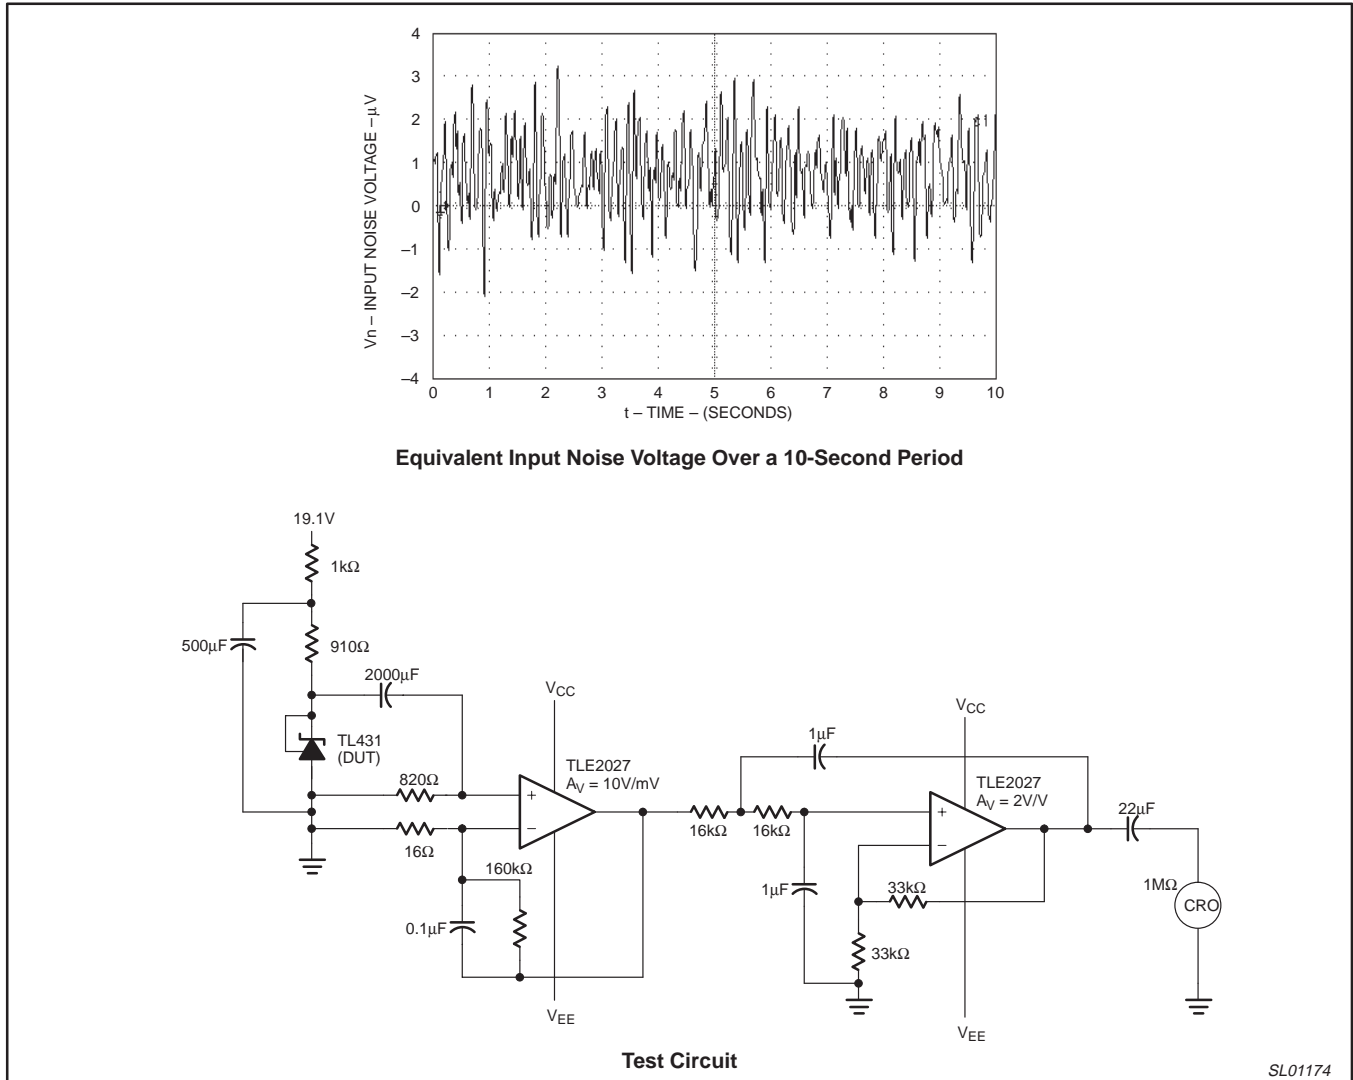 4
3
2
1
0
–1
–2
–3
–4
Vn – INPUT NOISE VOLTAGE – μV
0 1 2 3 4 5 6 7 8 9 10
t – TIME – (SECONDS)
Equivalent Input Noise Voltage Over a 10-Second Period
19.1V
1kΩ
500μF
910Ω
2000μF
VCC
TL431
(DUT)
820Ω
TLE2027
AV = 10V/mV
16Ω
160kΩ
0.1μF
VEE
16kΩ
16kΩ
1μF
VCC
TLE2027
AV = 2V/V
22μF
1μF
33kΩ
33kΩ
1MΩ
CRO
VEE
Test Circuit
SL01174